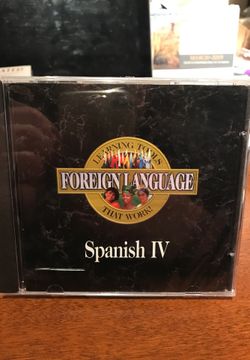 LEARNING TOOLS
FOREIGN LANGUAGE
THAT WORK!
Spanish IV